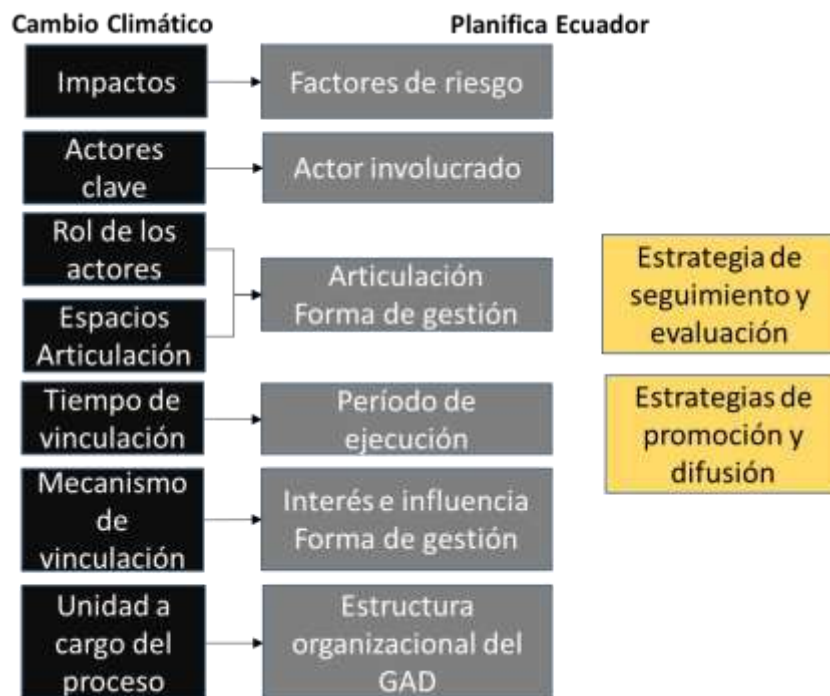 Cambio Climático
Planifica Ecuador
Impactos
Factores de riesgo
Actores
clave
Actor involucrado
Rol de los
actores
Espacios
Articulación
Articulación
Forma de gestión
Tiempo de
vinculación
Período de
ejecución
Mecanismo
de
vinculación
Interés e influencia
Forma de gestión
Unidad a
cargo del
proceso
Estructura
organizacional del
GAD
Estrategia de
seguimiento y
evaluación
Estrategias de
promoción y
difusión